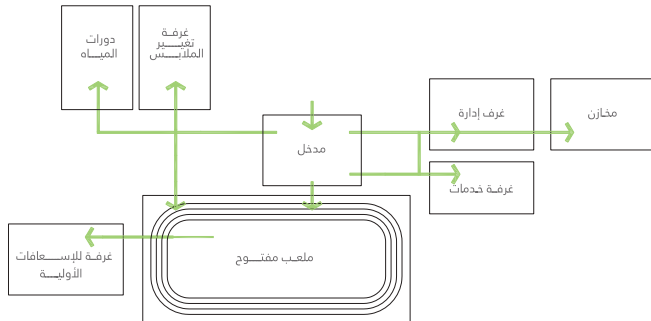 غرفة
تغيير
الملابس
دورات
المياه
مخازن
غرف إدارة
مدخل
غرفة خدمات
ملعب مفتوح
غرفة للإسعافات
الأولية